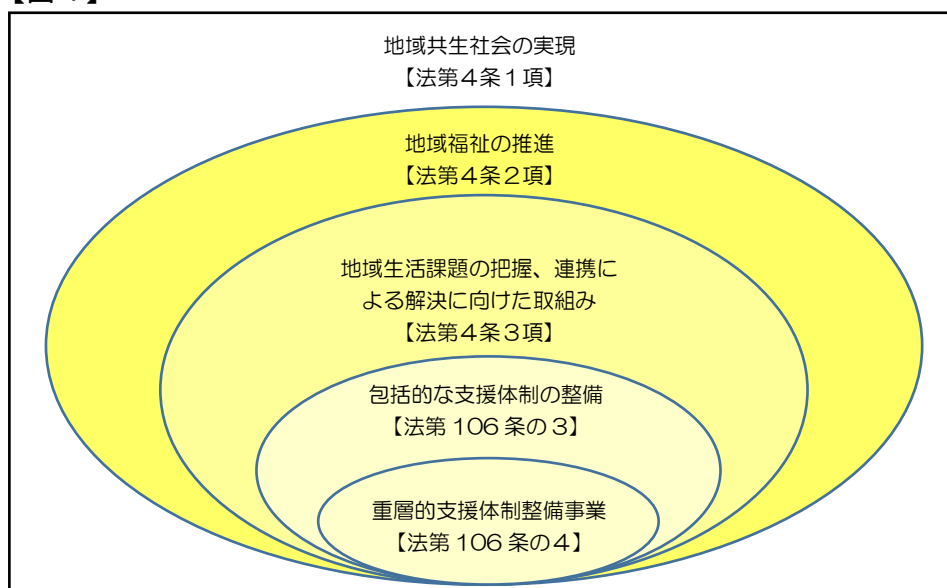 地域共生社会の実現
【法第4条1項】
地域福祉の推進
【法第4条2項】
地域生活課題の把握、連携に
よる解決に向けた取組み
【法第4条3項】
包括的な支援体制の整備
【法第 106 条の3】
重層的支援体制整備事業
【法第 106 条の4】